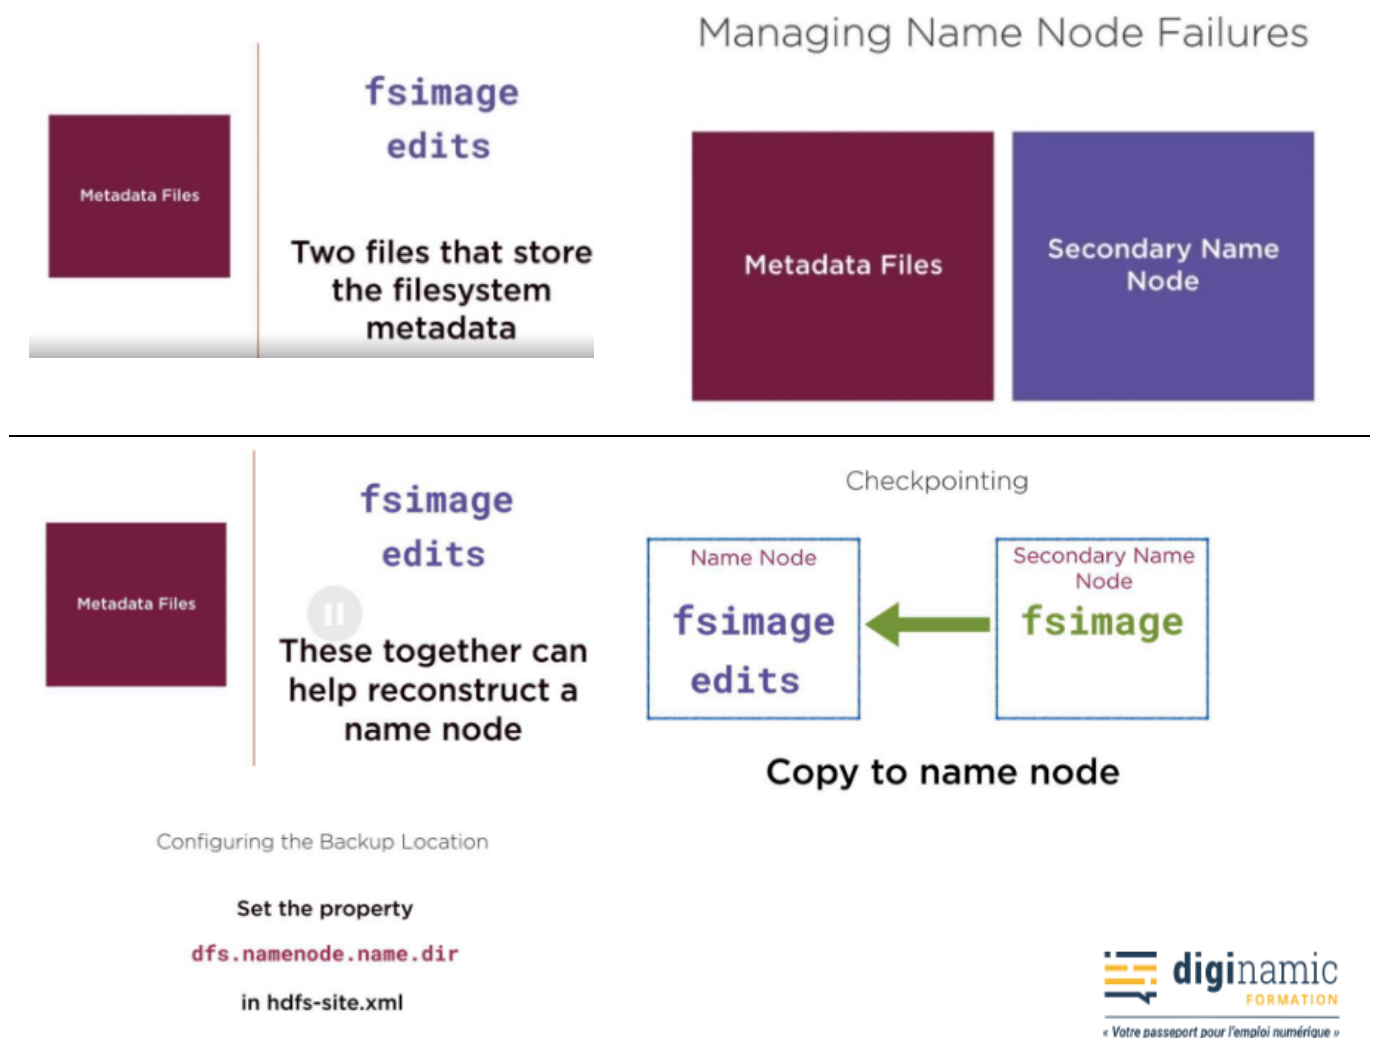 Managing Name Node Failures
fsimage
edits
Metadata Files
Two files that store
the filesystem
metadata
Metadata Files
Secondary Name
Node
fsimage
edits
Metadata Files
These together can
help reconstruct a
name node
Checkpointing
Name Node
fsimage
edits
Secondary Name
Node
fsimage
Copy to name node
Configuring the Backup Location
Set the property
dfs.namenode.name.dir
in hdfs-site.xml
diginamic
FORMATION
« Votre passeport pour l'emploi numérique »